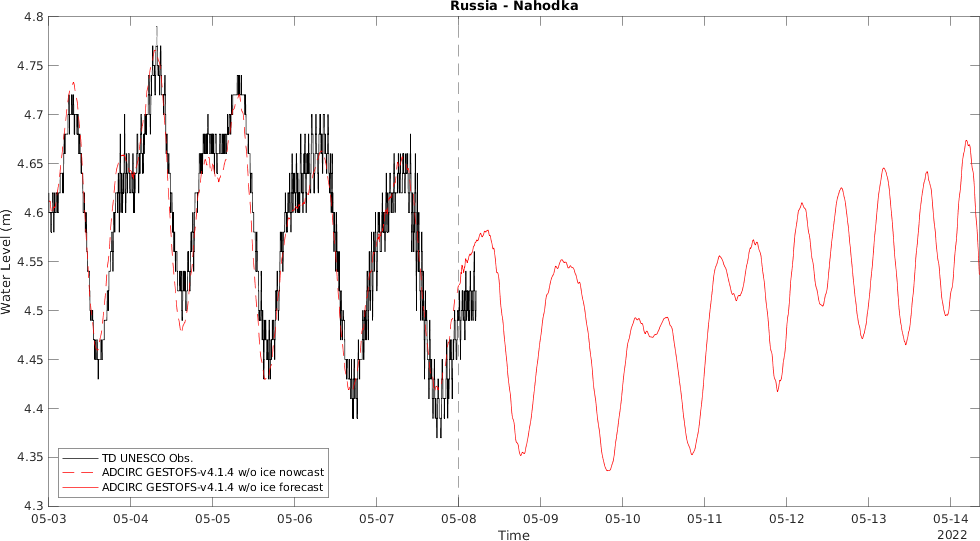 Russia - Nahodka
4.8
4.75
4.7
4.65
4.6
4.55
4.5
4.45
4.4
4.35
4.3
Water Level (m)
TD UNESCO Obs.
ADCIRC GESTOFS-v4.1.4 w/o ice nowcast
ADCIRC GESTOFS-v4.1.4 w/o ice forecast
05-03 05-04 05-05 05-06 05-07 05-08 05-09 05-10 05-11 05-12 05-13 05-14
Time
2022